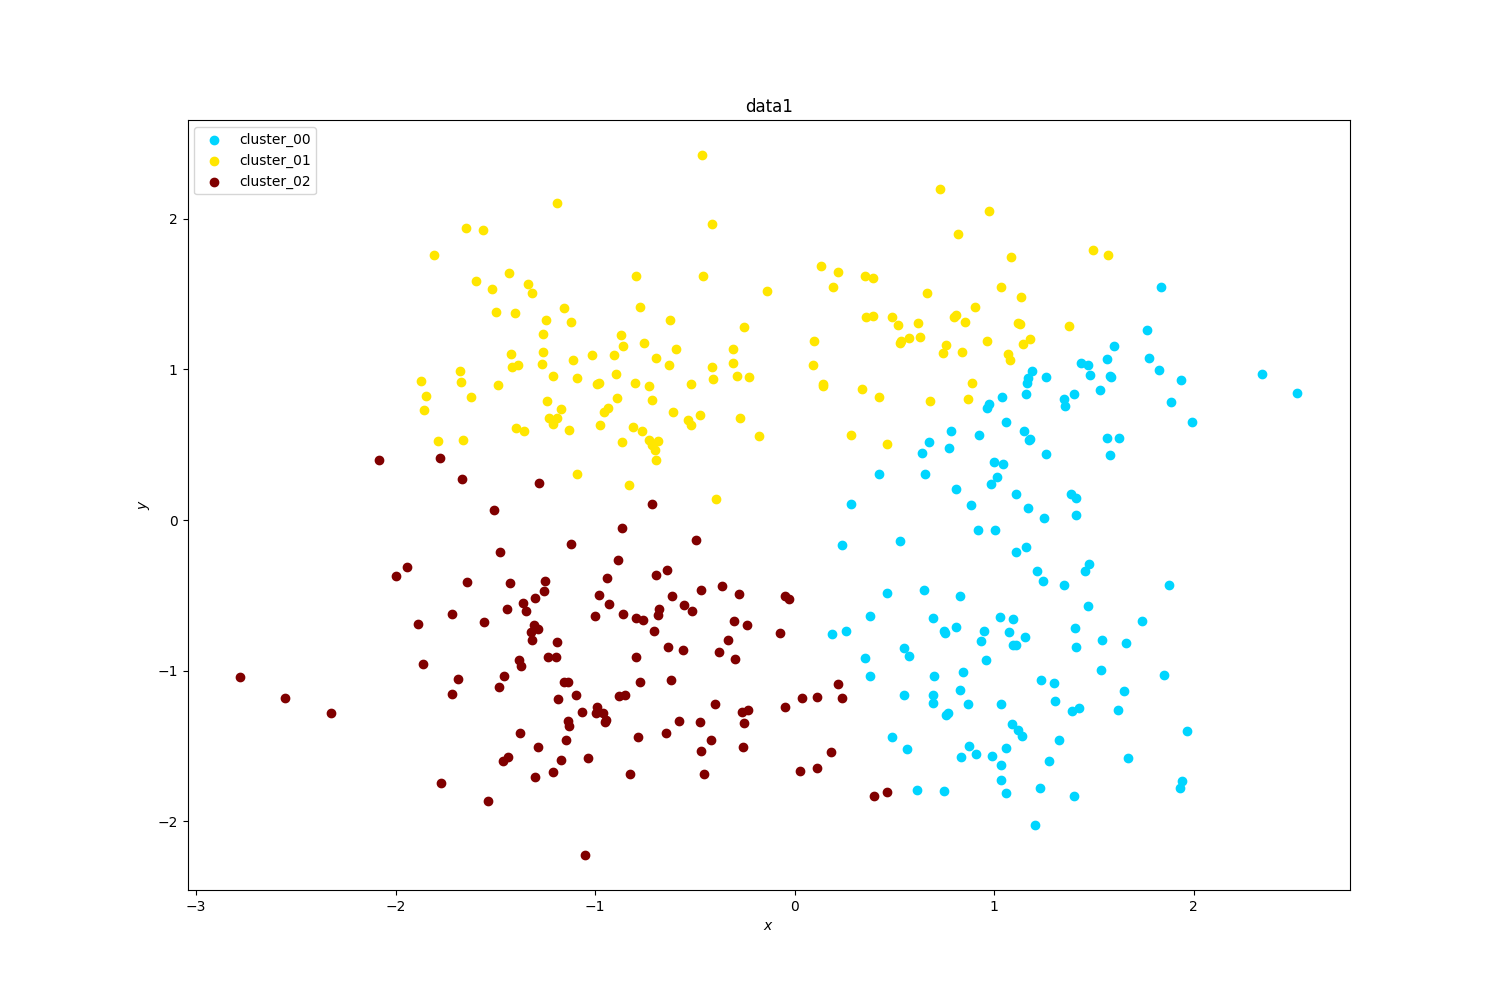 data1
cluster_00
cluster_01
cluster_02
y
2
1
0
−1
−2
−3 −2 −1 0 1 2
x